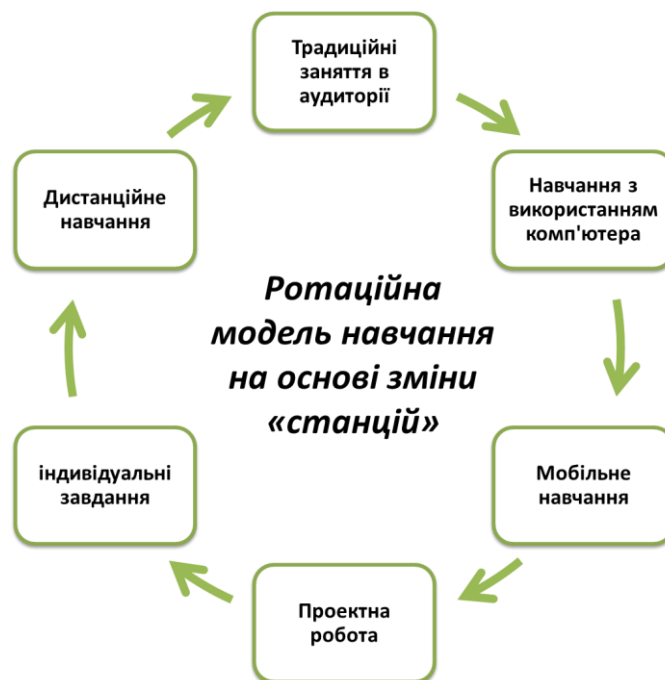 Традиційні
заняття в
аудиторії
Навчання з
використанням
комп'ютера
Мобільне
навчання
Проектна
робота
індивідуальні
завдання
Дистанційне
навчання
Ротаційна
модель навчання
на основі зміни
«станцій»